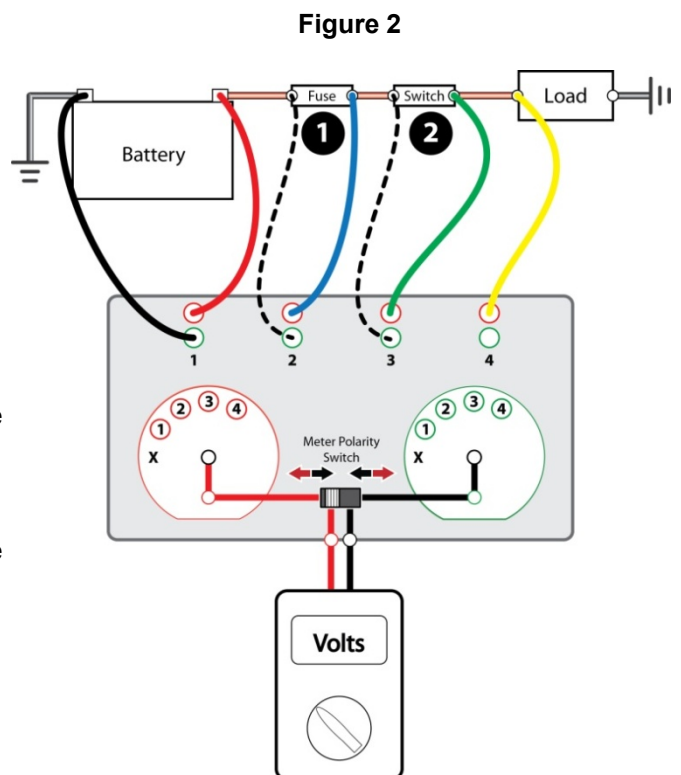 Figure 2
Fuse
Switch
Load
Battery
1
2
1
2
3
4
1
2
3
4
X
Meter Polarity
Switch
1
2
3
4
X
e
e
Volts